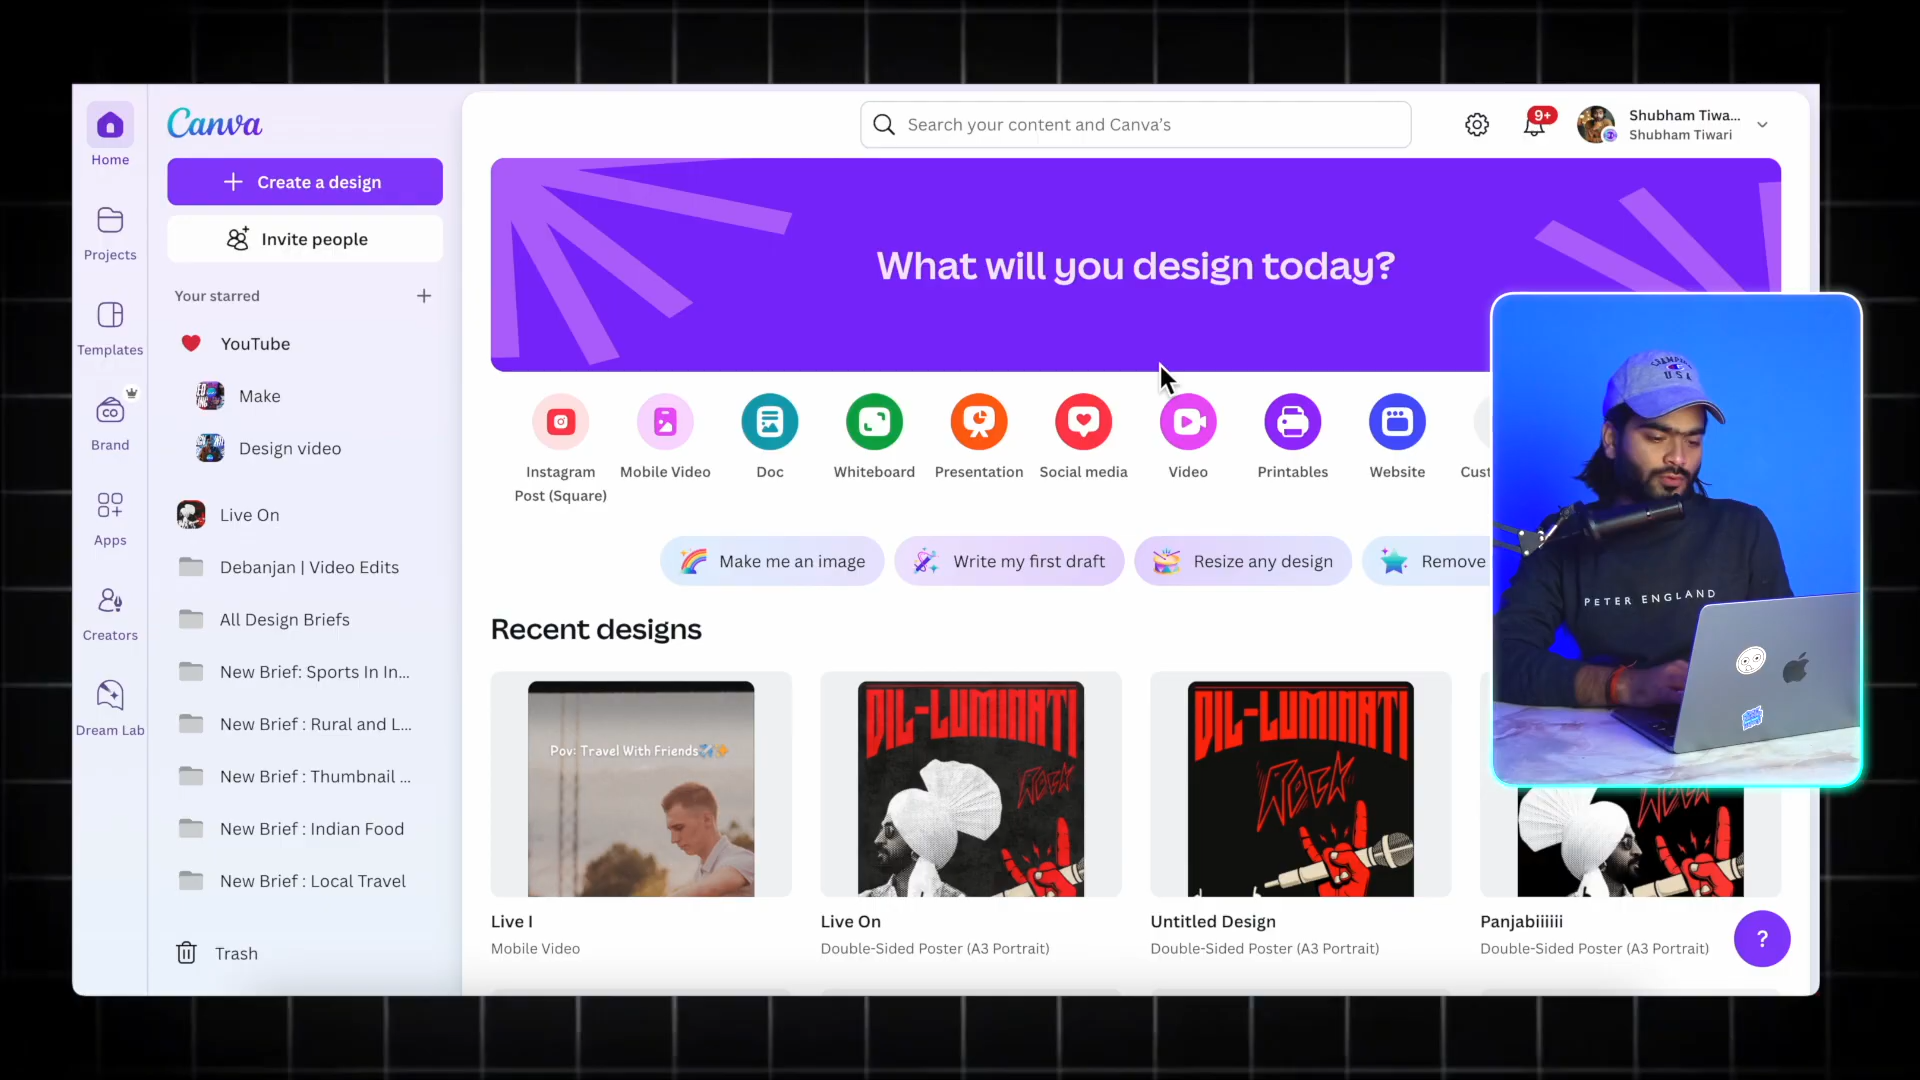 Canva
Search your content and Canva's
9+
Shubham Tiwa...
Shubham Tiwari
Home
Create a design
Invite people
Projects
Your starred
What will you design today?
YouTube
Templates
Make
Brand
Design video
Instagram
Post (Square)
Mobile Video
Doc
Whiteboard
Presentation
Social media
Video
Printables
Website
Cust
Live On
Apps
Debanjan | Video Edits
Make me an image
Write my first draft
Resize any design
Remove
All Design Briefs
Creators
Recent designs
New Brief: Sports In In...
New Brief : Rural and L...
Dream Lab
New Brief : Thumbnail ...
New Brief : Indian Food
New Brief : Local Travel
Trash
Pov: Travel With Friends
DIL-LUMINATI
ROCK
DIL-LUMINATI
ROCK
Live I
Mobile Video
Live On
Double-Sided Poster (A3 Portrait)
Untitled Design
Double-Sided Poster (A3 Portrait)
Panjabiiiiii
Double-Sided Poster (A3 Portrait)
?
CHAMPION
USA
PETER ENGLAND